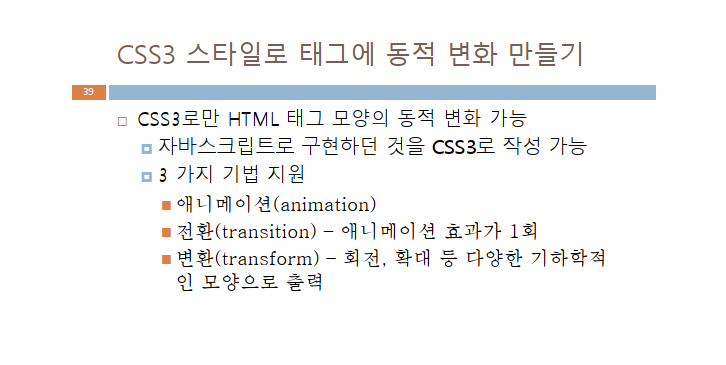 CSS3 스타일로 태그에 동적 변화 만들기
39
CSS3로만 HTML 태그 모양의 동적 변화 가능
자바스크립트로 구현하던 것을 CSS3로 작성 가능
3 가지 기법 지원
애니메이션(animation)
전환(transition) – 애니메이션 효과가 1회
변환(transform) – 회전, 확대 등 다양한 기하학적
인 모양으로 출력